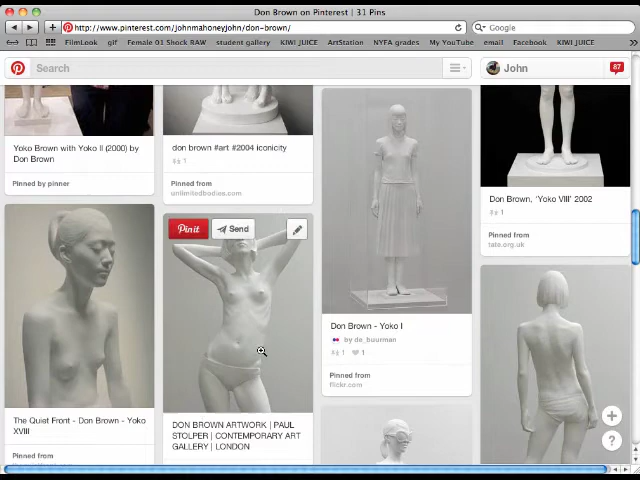 Don Brown on Pinterest | 31 Pins
http://www.pinterest.com/johnmahoneyjohn/don-brown/
Google
FilmLook gif Female 01 Shock RAW student gallery KIWI JUICE ArtStation NYFA grades My YouTube email Facebook KIWI JUICE
Search
John
87
Yoko Brown with Yoko II (2000) by
Don Brown
Pinned by pinner
don brown #art #2004 iconicity
1
Pinned from
unlimitedbodies.com
Don Brown - Yoko I
by de_buurman
1 1
Pinned from
flickr.com
Don Brown, 'Yoko VIII' 2002
1
Pinned from
tate.org.uk
The Quiet Front - Don Brown - Yoko
XVIII
Pin it
Send
DON BROWN ARTWORK | PAUL
STOLPER | CONTEMPORARY ART
GALLERY | LONDON
+
?